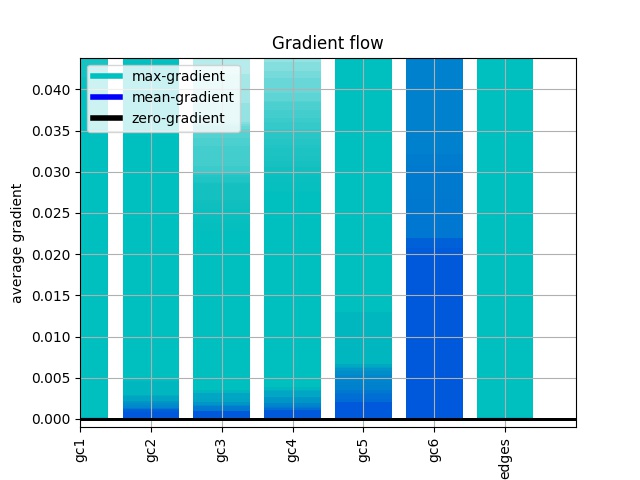 Gradient flow
max-gradient
mean-gradient
zero-gradient
average gradient
0.040
0.035
0.030
0.025
0.020
0.015
0.010
0.005
0.000
gc1
gc2
gc3
gc4
gc5
gc6
edges